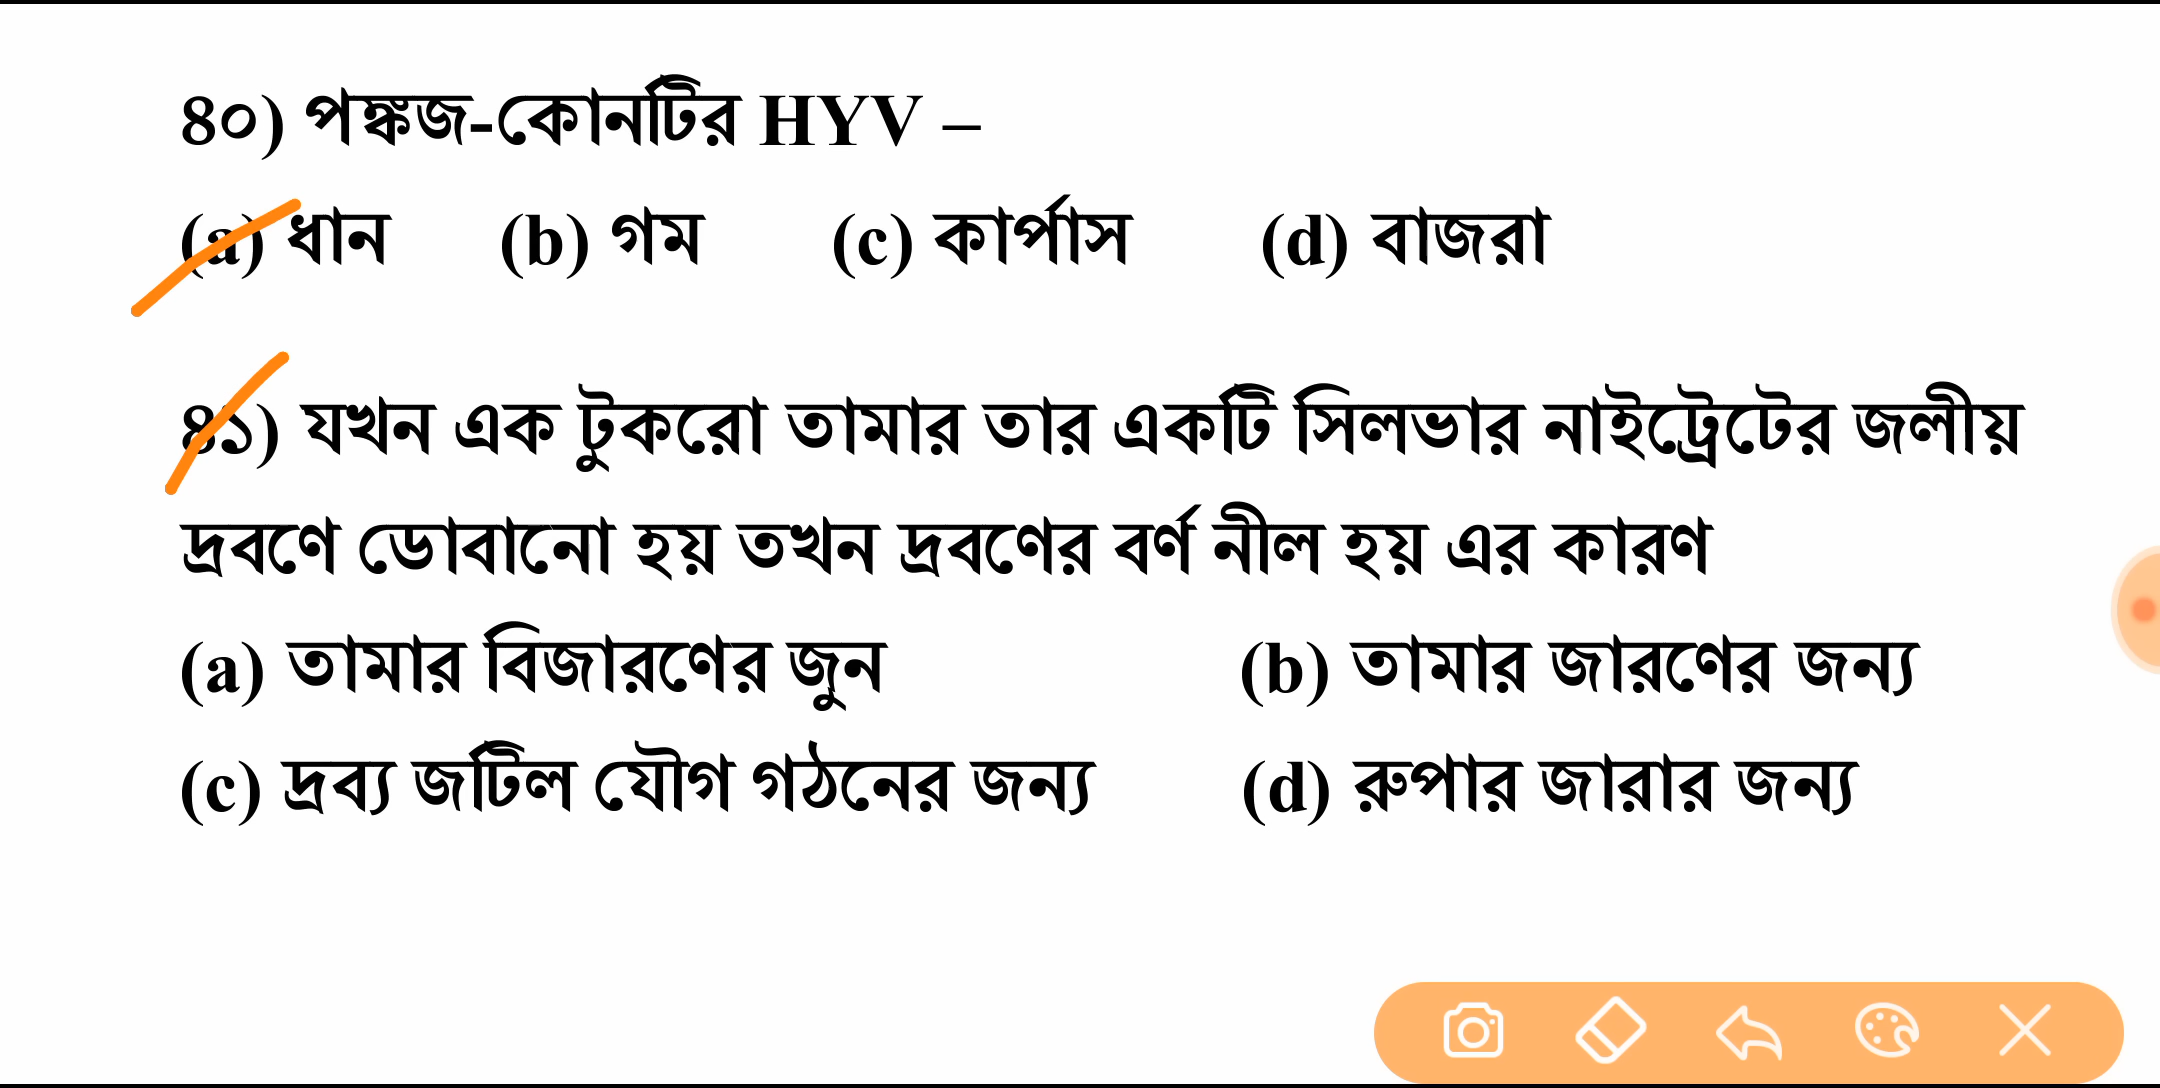 ৪০) পঙ্কজ-কোনটির HYV –
(a) ধান (b) গম (c) কার্পাস (d) বাজরা
৪১) যখন এক টুকরো তামার তার একটি সিলভার নাইট্রেটের জলীয়
দ্রবণে ডোবানো হয় তখন দ্রবণের বর্ণ নীল হয় এর কারণ
(a) তামার বিজারণের জুন (b) তামার জারণের জন্য
(c) দ্রব্য জটিল যৌগ গঠনের জন্য (d) রুপার জারার জন্য